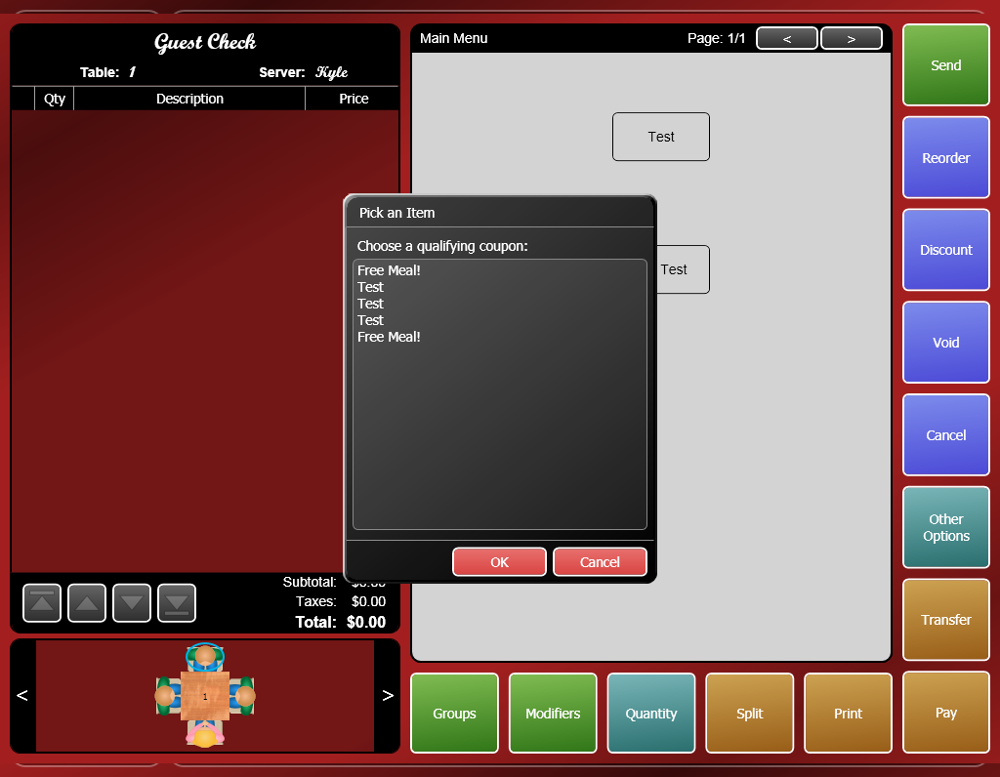 Guest Check
Table: 1
Server: Kyle
Qty Description Price
Main Menu
Page: 1/1 < >
Test
Test
Pick an Item
Choose a qualifying coupon:
Free Meal!
Test
Test
Test
Free Meal!
OK Cancel
Subtotal: $0.00
Taxes: $0.00
Total: $0.00
< 1 >
Send
Reorder
Discount
Void
Cancel
Other
Options
Transfer
Groups Modifiers Quantity Split Print Pay